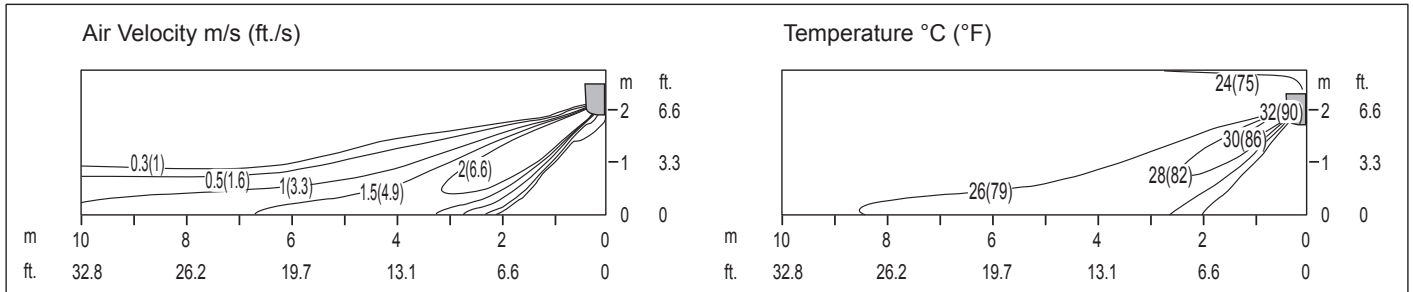 Air Velocity m/s (ft./s)
0.3(1)
0.5(1.6)
1(3.3)
1.5(4.9)
2(6.6)
m ft.
2 6.6
1 3.3
0 0
m 10 8 6 4 2 0
ft. 32.8 26.2 19.7 13.1 6.6 0
Temperature °C (°F)
24(75)
32(90)
30(86)
28(82)
26(79)
m ft.
2 6.6
1 3.3
0 0
m 10 8 6 4 2 0
ft. 32.8 26.2 19.7 13.1 6.6 0